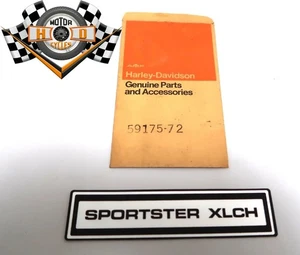 MOTOR
H D
CYCLES
Harley-Davidson
Genuine Parts
and Accessories
59175-72
SPORTSTER XLCH